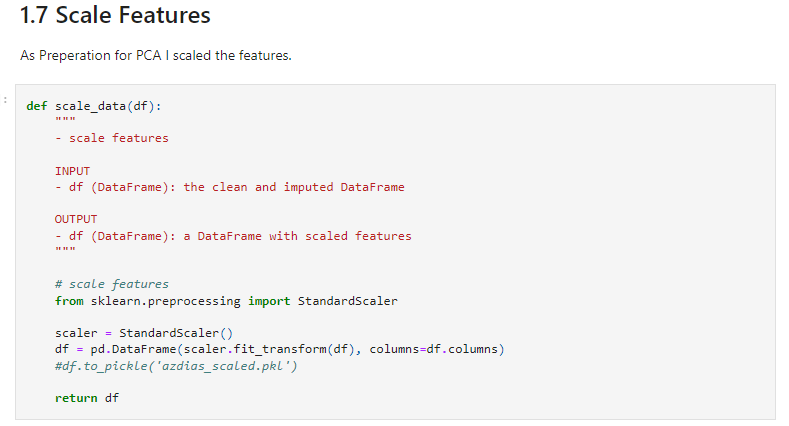 1.7 Scale Features
As Preperation for PCA I scaled the features.
:
def scale_data(df):
    """
    - scale features

    INPUT
    - df (DataFrame): the clean and imputed DataFrame

    OUTPUT
    - df (DataFrame): a DataFrame with scaled features
    """

    # scale features
    from sklearn.preprocessing import StandardScaler

    scaler = StandardScaler()
    df = pd.DataFrame(scaler.fit_transform(df), columns=df.columns)
    #df.to_pickle('azdias_scaled.pkl')

    return df